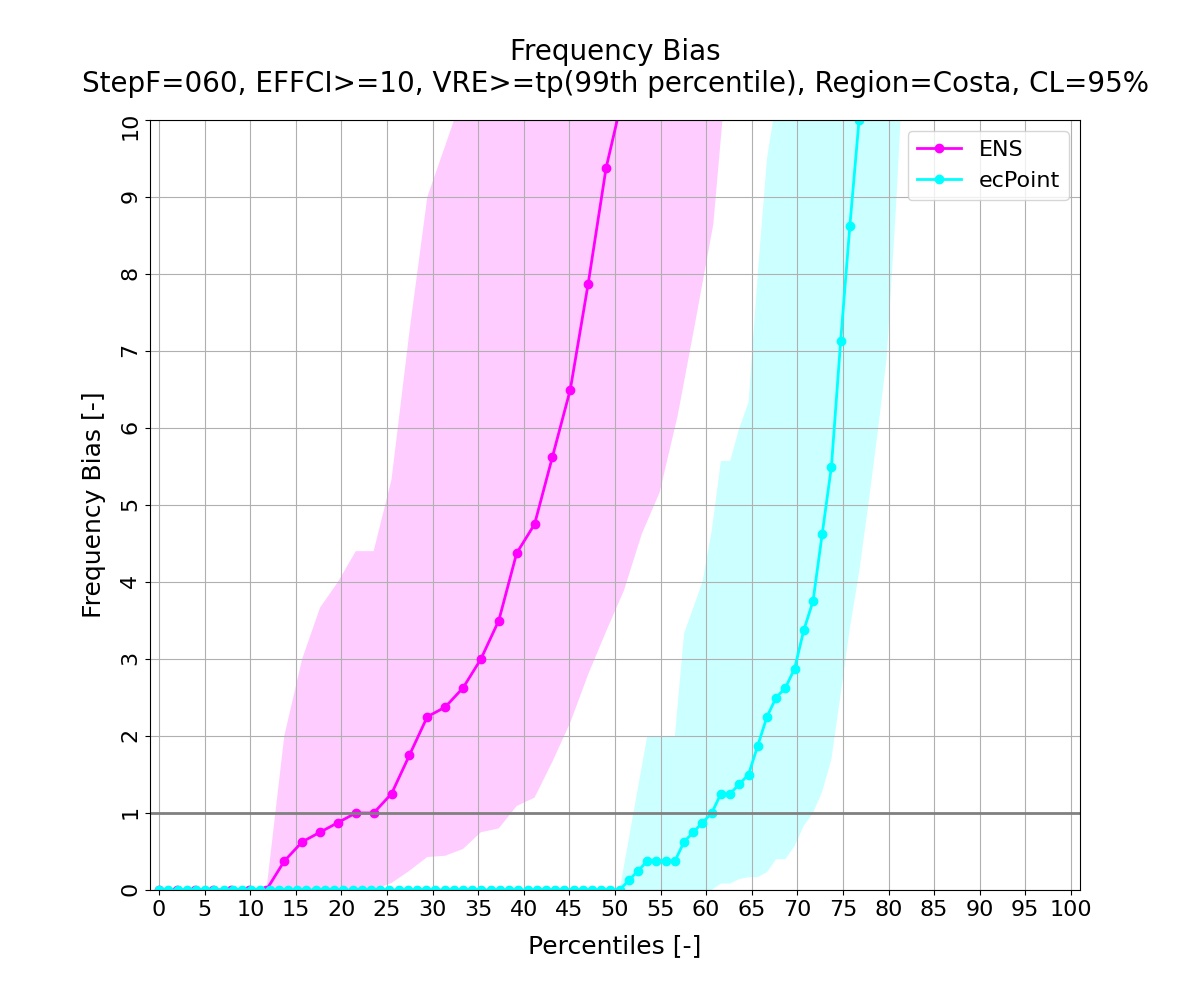 Frequency Bias
StepF=060, EFFCI>=10, VRE>=tp(99th percentile), Region=Costa, CL=95%
ENS
ecPoint
10
9
8
7
6
5
4
3
2
1
0
Frequency Bias [-]
0 5 10 15 20 25 30 35 40 45 50 55 60 65 70 75 80 85 90 95 100
Percentiles [-]